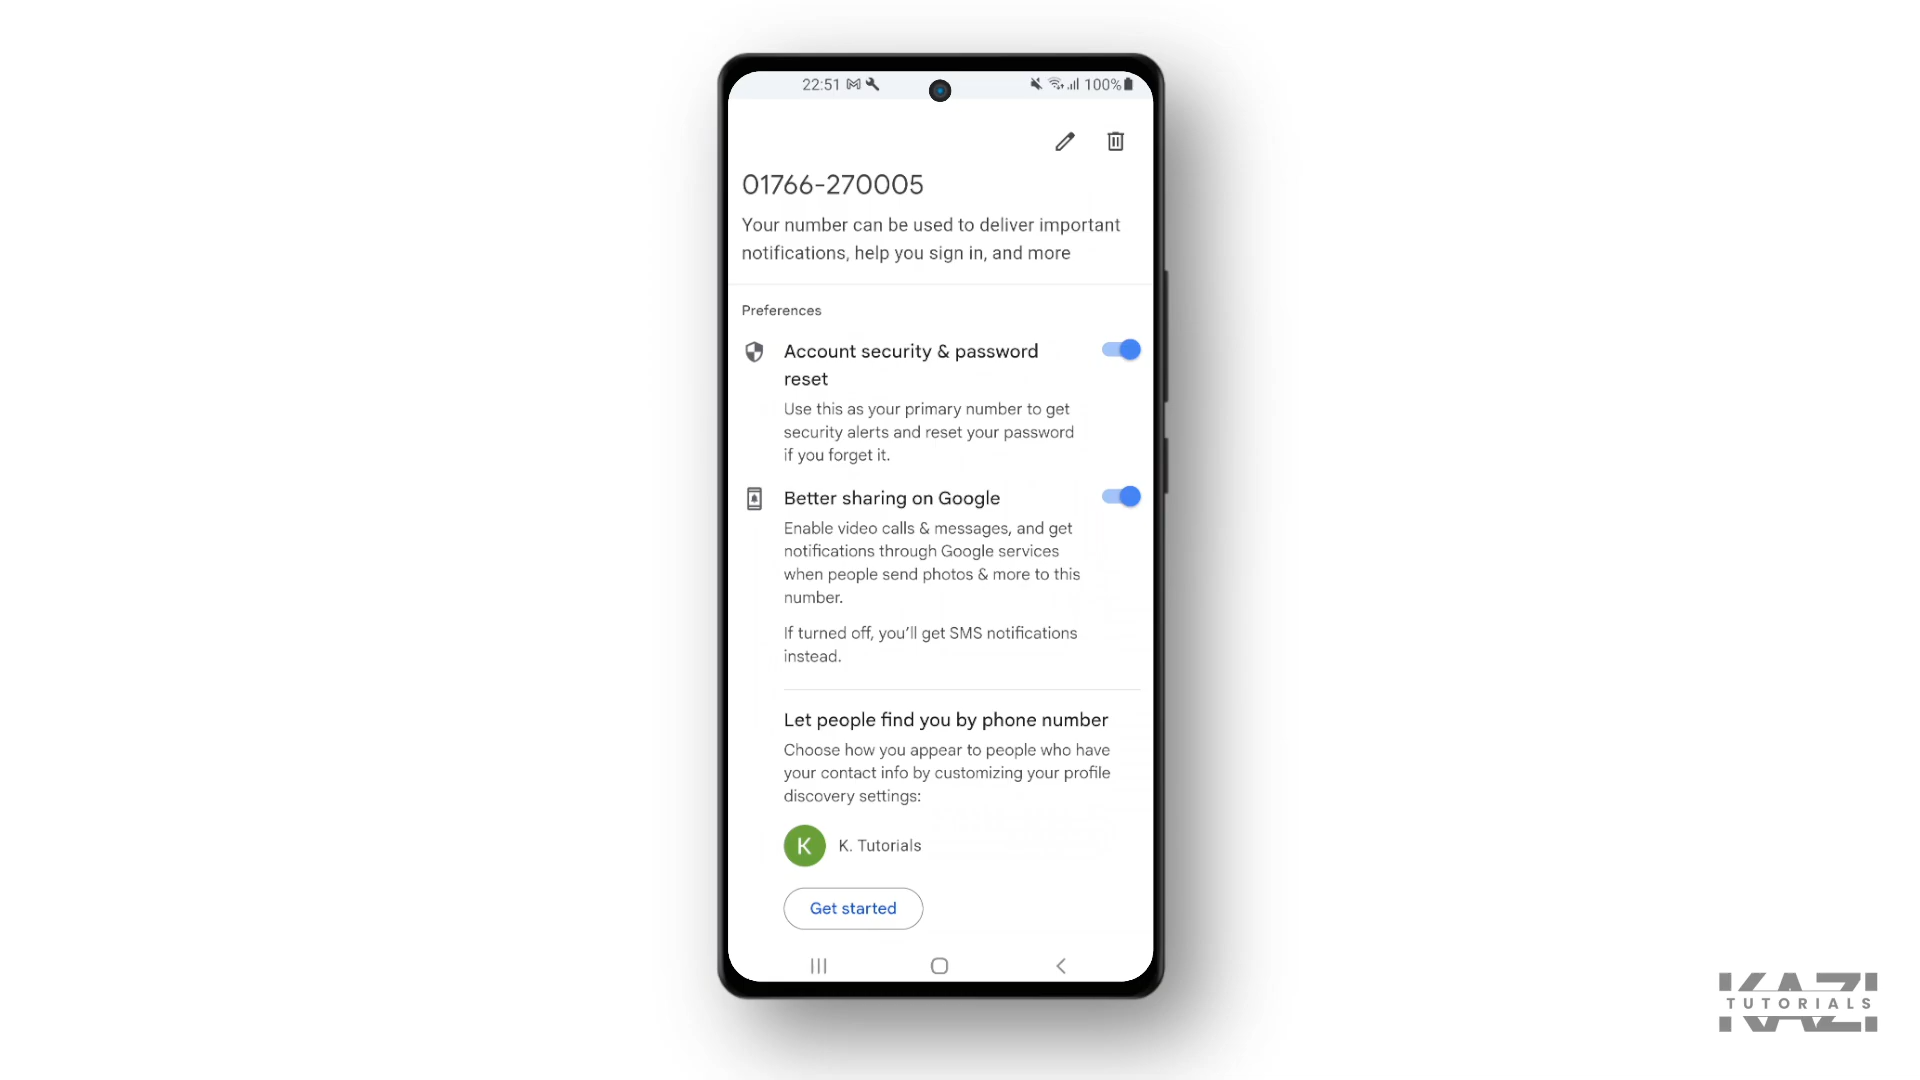 22:51
100%
01766-270005
Your number can be used to deliver important
notifications, help you sign in, and more
Preferences
Account security & password
reset
Use this as your primary number to get
security alerts and reset your password
if you forget it.
Better sharing on Google
Enable video calls & messages, and get
notifications through Google services
when people send photos & more to this
number.
If turned off, you’ll get SMS notifications
instead.
Let people find you by phone number
Choose how you appear to people who have
your contact info by customizing your profile
discovery settings:
K
K. Tutorials
Get started
KAZI
TUTORIALS